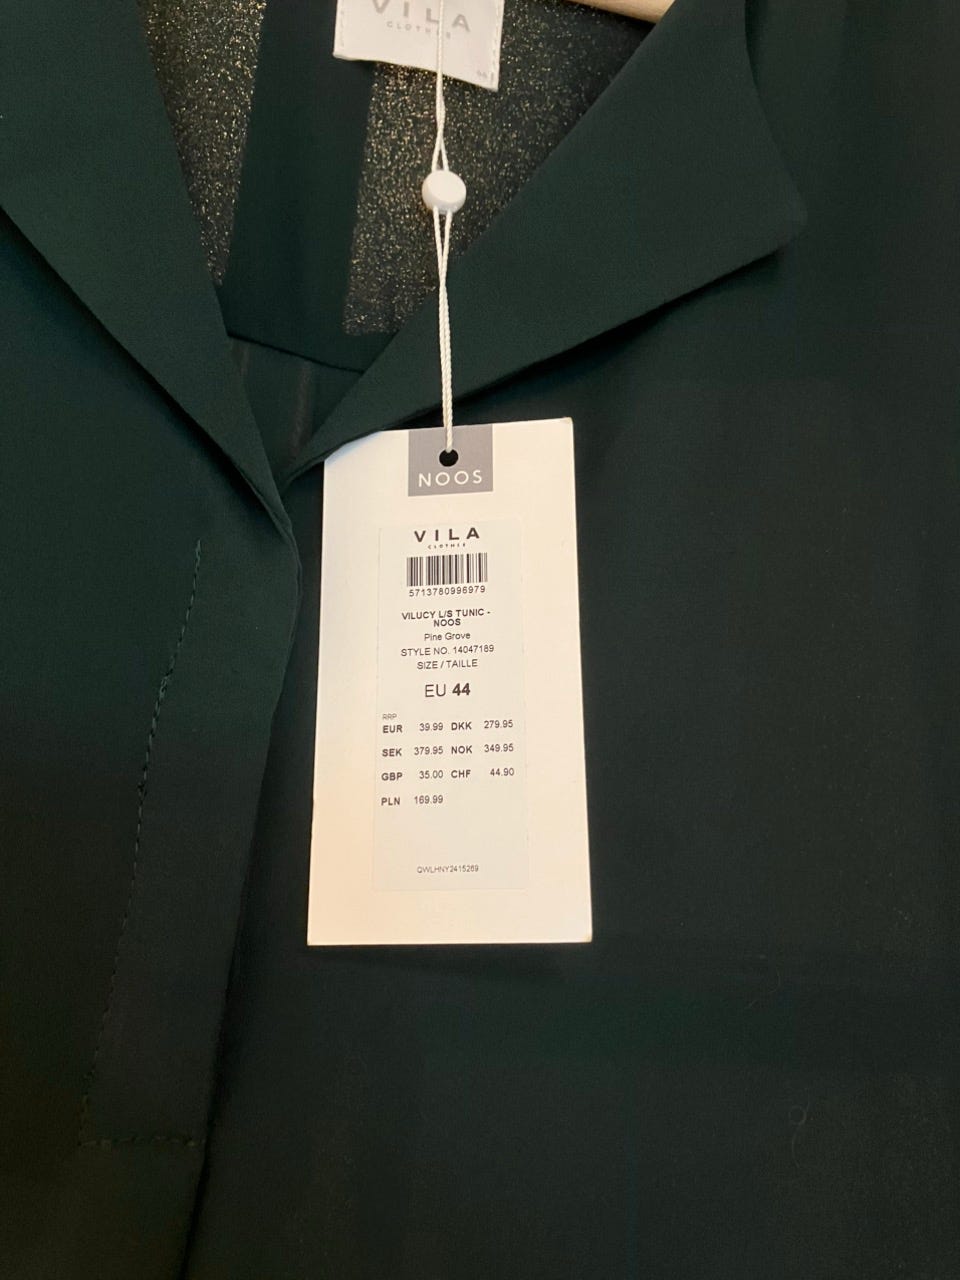 VILA
CLOTHES
44
NOOS
VILA
CLOTHES
5713780996979
VILUCY L/S TUNIC -
NOOS
Pine Grove
STYLE NO. 14047189
SIZE / TAILLE
EU 44
RRP
EUR 39.99 DKK 279.95
SEK 379.95 NOK 349.95
GBP 35.00 CHF 44.90
PLN 169.99
QWLHNY2415269